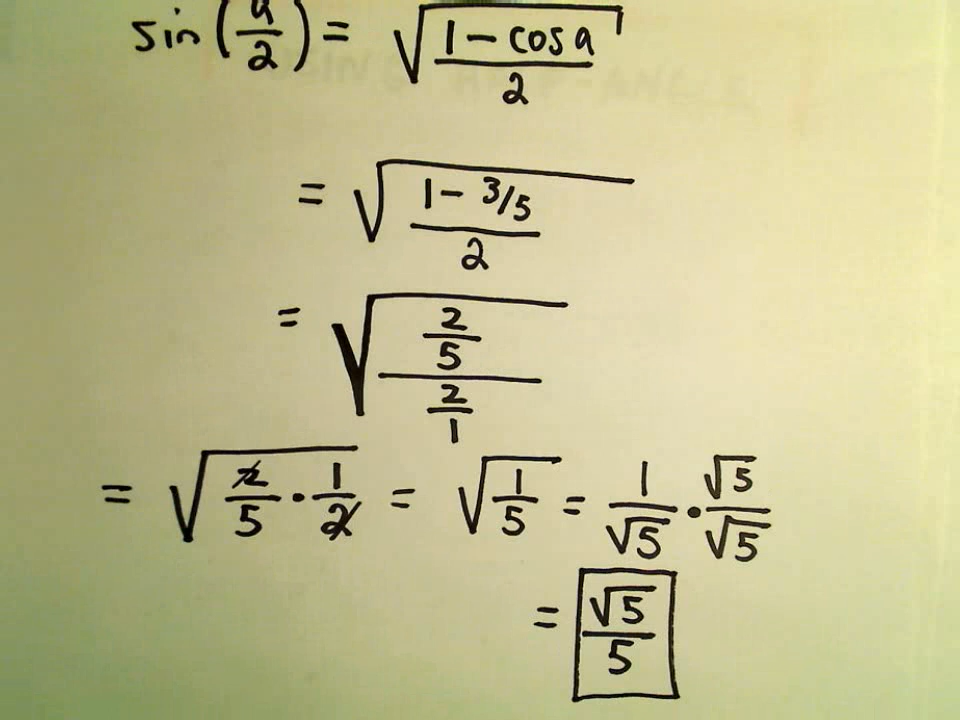 sin(a/2) = √((1 - cos a)/2)
= √((1 - 3/5)/2)
= √((2/5)/(2/1))
= √(2/5 · 1/2) = √(1/5) = 1/√5 · √5/√5
= √5/5